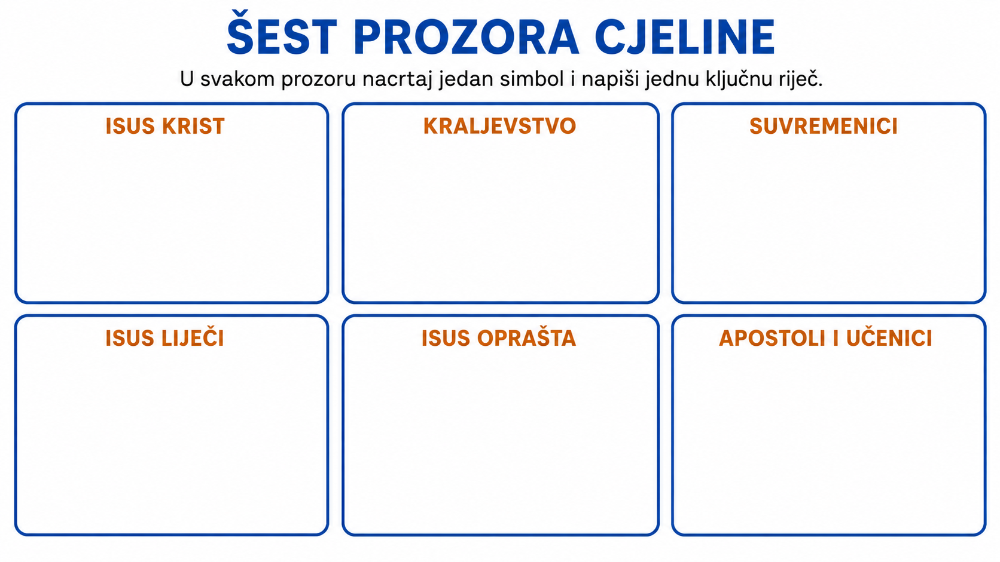 ŠEST PROZORA CJELINE
U svakom prozoru nacrtaj jedan simbol i napiši jednu ključnu riječ.
ISUS KRIST
KRALJEVSTVO
SUVREMENICI
ISUS LIJEČI
ISUS OPRAŠTA
APOSTOLI I UČENICI